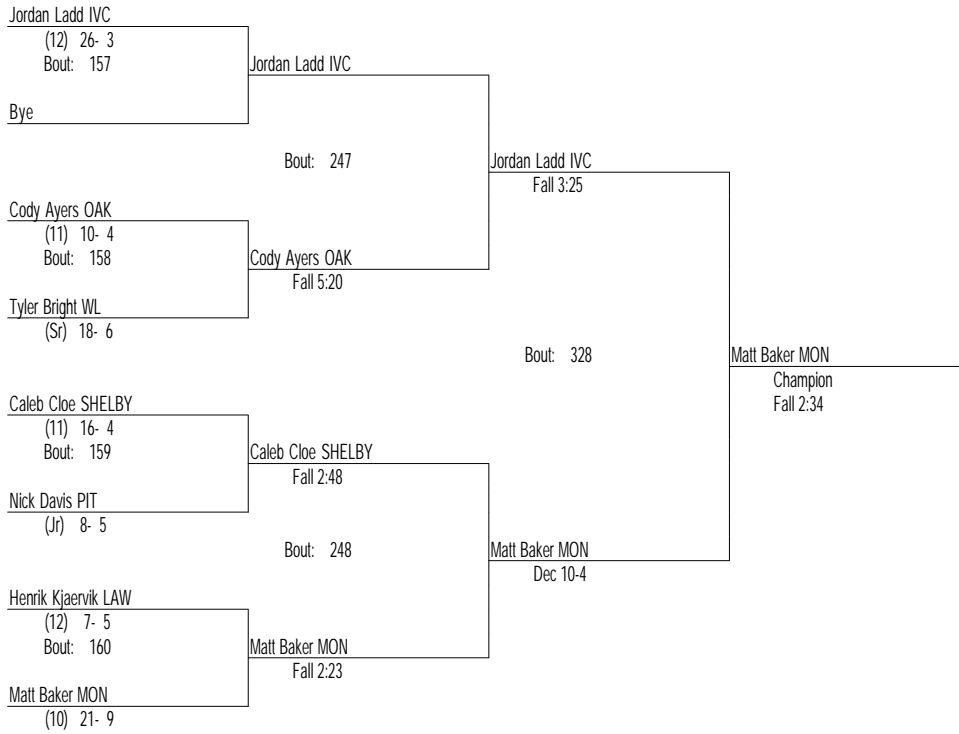 Jordan Ladd IVC
(12) 26- 3
Bout: 157
Jordan Ladd IVC
Bye
Bout: 247
Jordan Ladd IVC
Fall 3:25
Cody Ayers OAK
(11) 10- 4
Bout: 158
Cody Ayers OAK
Fall 5:20
Tyler Bright WL
(Sr) 18- 6
Bout: 328
Matt Baker MON
Champion
Fall 2:34
Caleb Cloe SHELBY
(11) 16- 4
Bout: 159
Caleb Cloe SHELBY
Fall 2:48
Nick Davis PIT
(Jr) 8- 5
Bout: 248
Matt Baker MON
Dec 10-4
Henrik Kjaervik LAW
(12) 7- 5
Bout: 160
Matt Baker MON
Fall 2:23
Matt Baker MON
(10) 21- 9